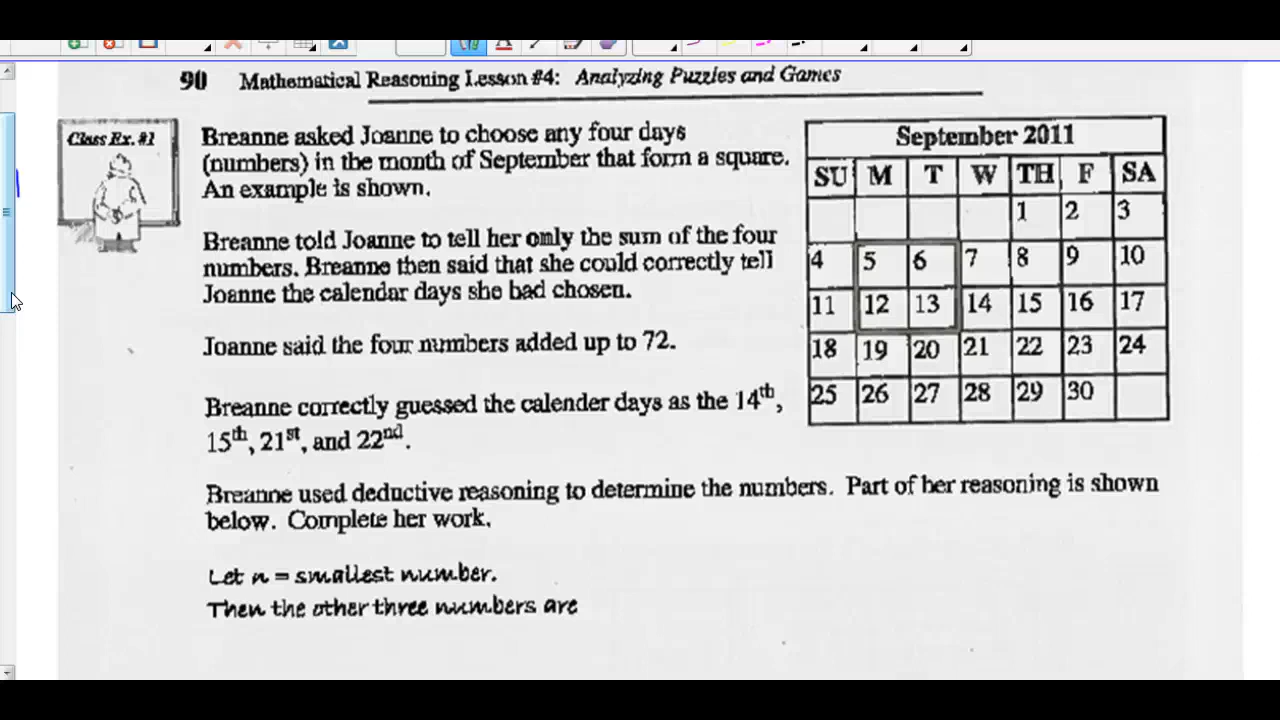 90 Mathematical Reasoning Lesson #4: Analyzing Puzzles and Games
Class Ex. #1
Breanne asked Joanne to choose any four days
(numbers) in the month of September that form a square.
An example is shown.
Breanne told Joanne to tell her only the sum of the four
numbers. Breanne then said that she could correctly tell
Joanne the calendar days she had chosen.
Joanne said the four numbers added up to 72.
Breanne correctly guessed the calender days as the 14th,
15th, 21st, and 22nd.
September 2011
SU M T W TH F SA
1 2 3
4 5 6 7 8 9 10
11 12 13 14 15 16 17
18 19 20 21 22 23 24
25 26 27 28 29 30
Breanne used deductive reasoning to determine the numbers. Part of her reasoning is shown
below. Complete her work.
Let n = smallest number.
Then the other three numbers are